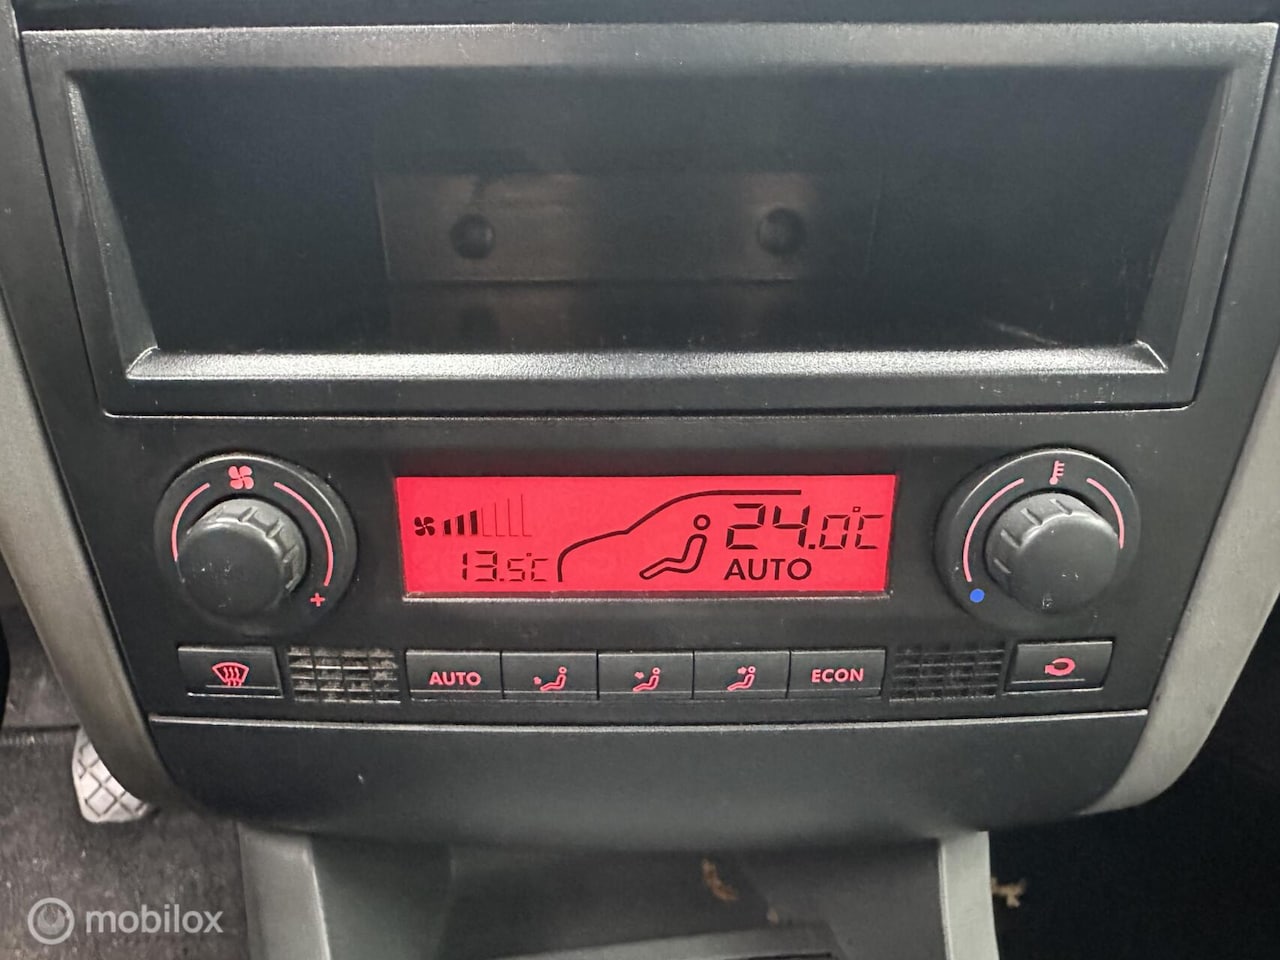 24.0°C
13.5°C
AUTO
+
AUTO
ECON
mobilox